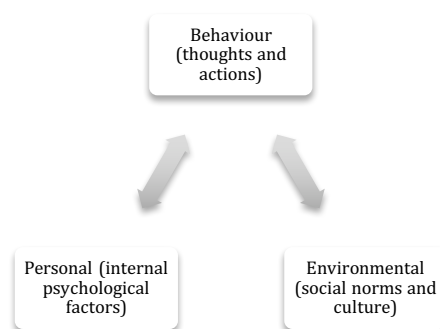 Behaviour
(thoughts and
actions)
Personal (internal
psychological
factors)
Environmental
(social norms and
culture)